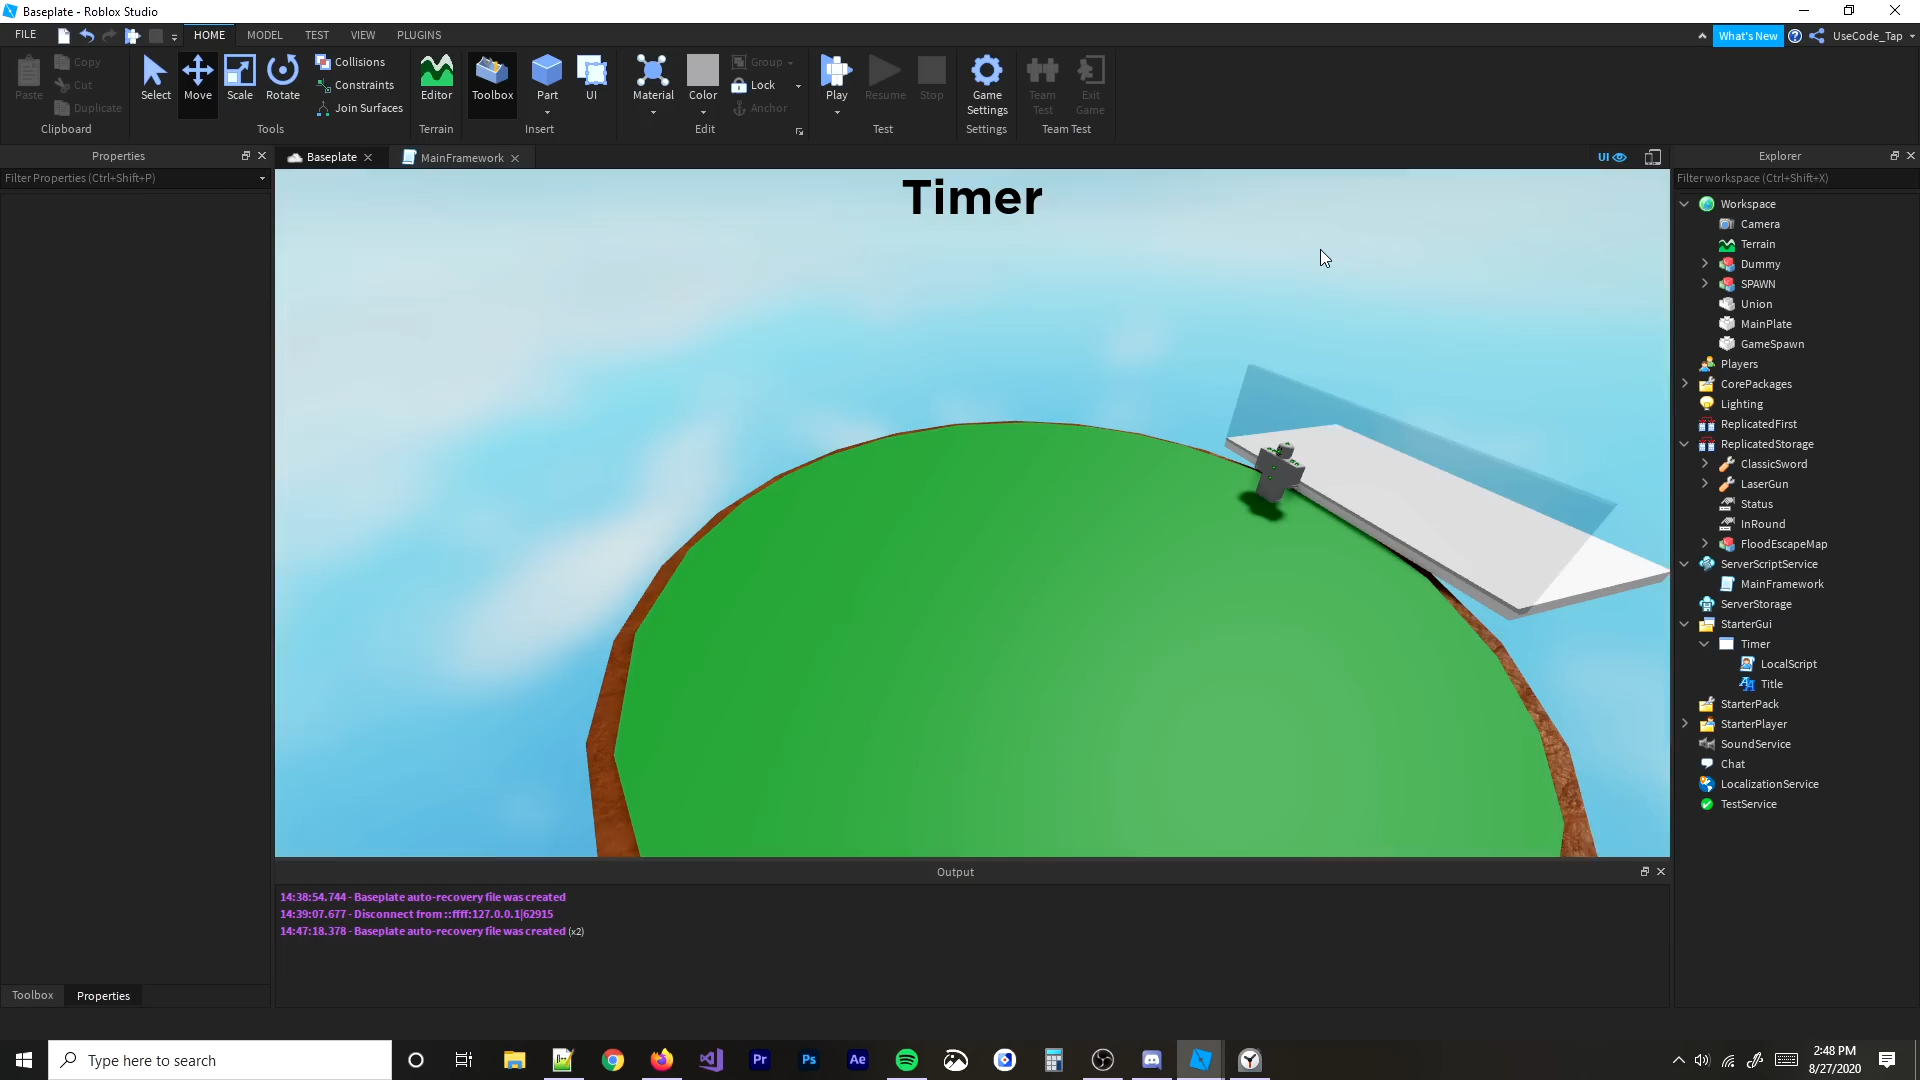 Baseplate - Roblox Studio
FILE
HOME
MODEL
TEST
VIEW
PLUGINS
What's New
UseCode_Tap
Paste
Copy
Cut
Duplicate
Clipboard
Select
Move
Scale
Rotate
Collisions
Constraints
Join Surfaces
Tools
Editor
Terrain
Toolbox
Part
UI
Insert
Material
Color
Group
Lock
Anchor
Edit
Play
Resume
Stop
Test
Game
Settings
Settings
Team
Test
Exit
Game
Team Test
Properties
Filter Properties (Ctrl+Shift+P)
Baseplate
MainFramework
UI
Timer
Explorer
Filter workspace (Ctrl+Shift+X)
Workspace
Camera
Terrain
Dummy
SPAWN
Union
MainPlate
GameSpawn
Players
CorePackages
Lighting
ReplicatedFirst
ReplicatedStorage
ClassicSword
LaserGun
Status
InRound
FloodEscapeMap
ServerScriptService
MainFramework
ServerStorage
StarterGui
Timer
LocalScript
Title
StarterPack
StarterPlayer
SoundService
Chat
LocalizationService
TestService
Output
14:38:54.744 - Baseplate auto-recovery file was created
14:39:07.677 - Disconnect from ::ffff:127.0.0.1|62915
14:47:18.378 - Baseplate auto-recovery file was created (x2)
Toolbox
Properties
Type here to search
Pr
Ps
Ae
2:48 PM
8/27/2020